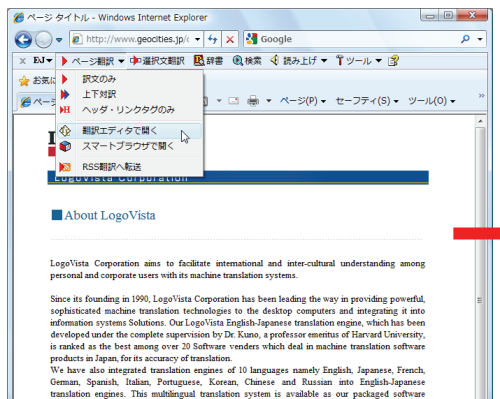 ページ タイトル - Windows Internet Explorer
http://www.geocities.jp/c
Google
x EJ ページ翻訳 選択文翻訳 辞書 検索 読み上げ ツール
お気に
訳文のみ
上下対訳
ヘッダ・リンクタグのみ
翻訳エディタで開く
スマートブラウザで開く
RSS翻訳へ転送
ページ(P) セーフティ(S) ツール(O) »
LogoVista Corporation
About LogoVista
LogoVista Corporation aims to facilitate international and inter-cultural understanding among
personal and corporate users with its machine translation systems.
Since its founding in 1990, LogoVista Corporation has been leading the way in providing powerful,
sophisticated machine translation technologies to the desktop computers and integrating it into
information systems Solutions. Our LogoVista English-Japanese translation engine, which has been
developed under the complete supervision by Dr. Kuno, a professor emeritus of Harvard University,
is ranked as the best among over 20 Software venders which deal in machine translation software
products in Japan, for its accuracy of translation.
We have also integrated translation engines of 10 languages namely English, Japanese, French,
German, Spanish, Italian, Portuguese, Korean, Chinese and Russian into English-Japanese
translation engines. This multilingual translation system is available as our packaged software